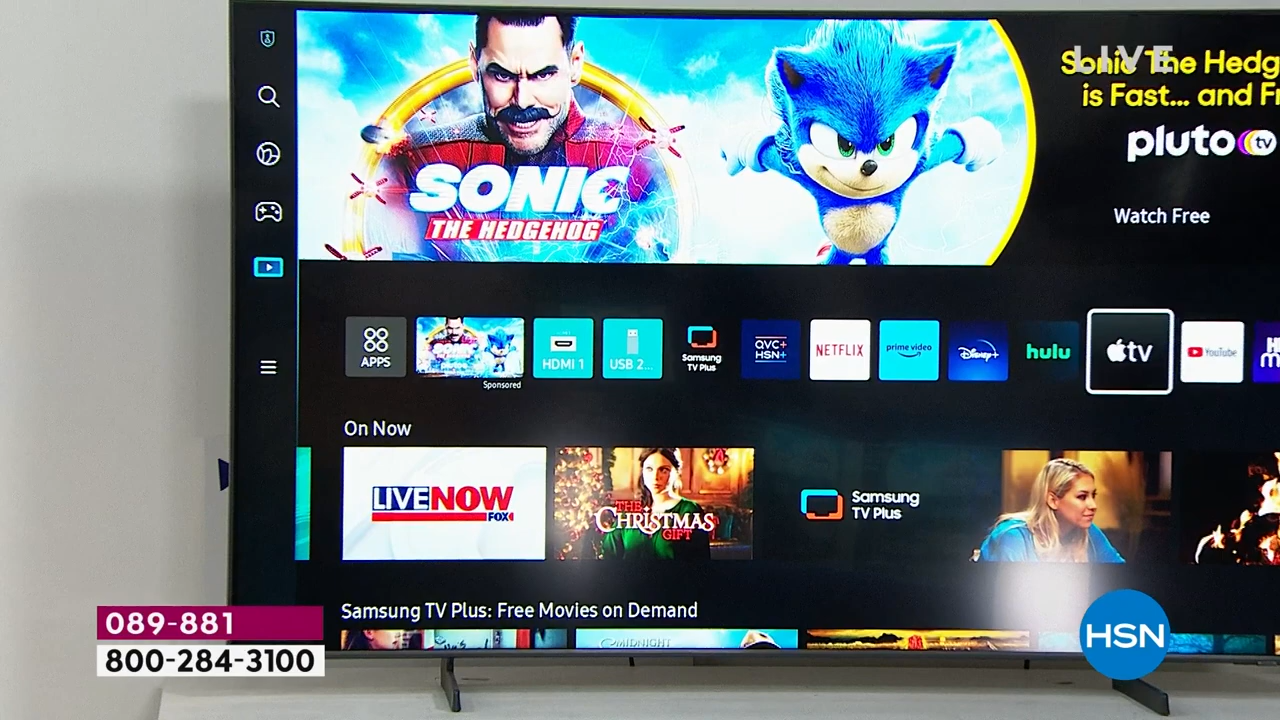 LIVE
Sonic The Hedg
is Fast... and Fr
pluto tv
Watch Free
SONIC
THE HEDGEHOG
APPS
Sponsored
HDMI 1
USB 2...
Samsung
TV Plus
QVC+
HSN+
NETFLIX
prime video
Disney+
hulu
tv
YouTube
On Now
LIVENOW
FOX
THE
CHRISTMAS
GIFT
Samsung
TV Plus
Samsung TV Plus: Free Movies on Demand
MIDNIGHT
089-881
800-284-3100
HSN